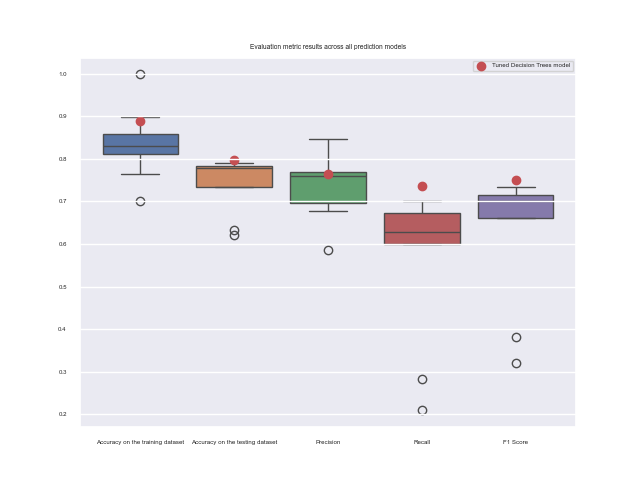 Evaluation metric results across all prediction models
Tuned Decision Trees model
1.0
0.9
0.8
0.7
0.6
0.5
0.4
0.3
0.2
Accuracy on the training dataset
Accuracy on the testing dataset
Precision
Recall
F1 Score